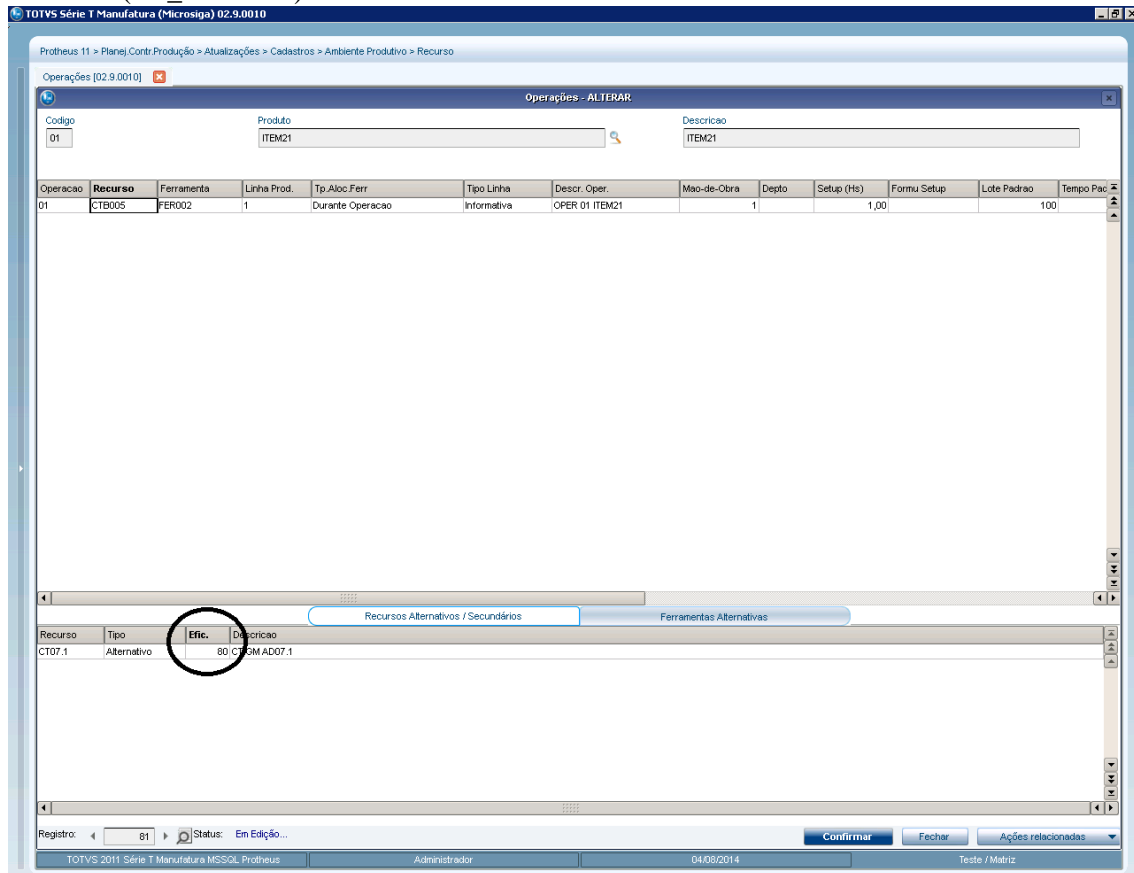 TOTVS Série T Manufatura (Microsiga) 02.9.0010
Protheus 11 > Planej.Contr.Produção > Atualizações > Cadastros > Ambiente Produtivo > Recurso
Operações [02.9.0010]
Operações - ALTERAR
Codigo Produto Descricao
01 ITEM21 ITEM21
Operacao Recurso Ferramenta Linha Prod. Tp.Aloc.Ferr Tipo Linha Descr. Oper. Mao-de-Obra Depto Setup (Hs) Formu Setup Lote Padrao Tempo Pad
01 CTB005 FER002 1 Durante Operacao Informativa OPER 01 ITEM21 1 1,00 100
Recursos Alternativos / Secundários Ferramentas Alternativas
Recurso Tipo Efic. Descricao
CT07.1 Alternativo 80 CT GM AD07.1
Registro: 81 Status: Em Edição... Confirmar Fechar Ações relacionadas
TOTVS 2011 Série T Manufatura MSSQL Protheus Administrador 04/08/2014 Teste / Matriz